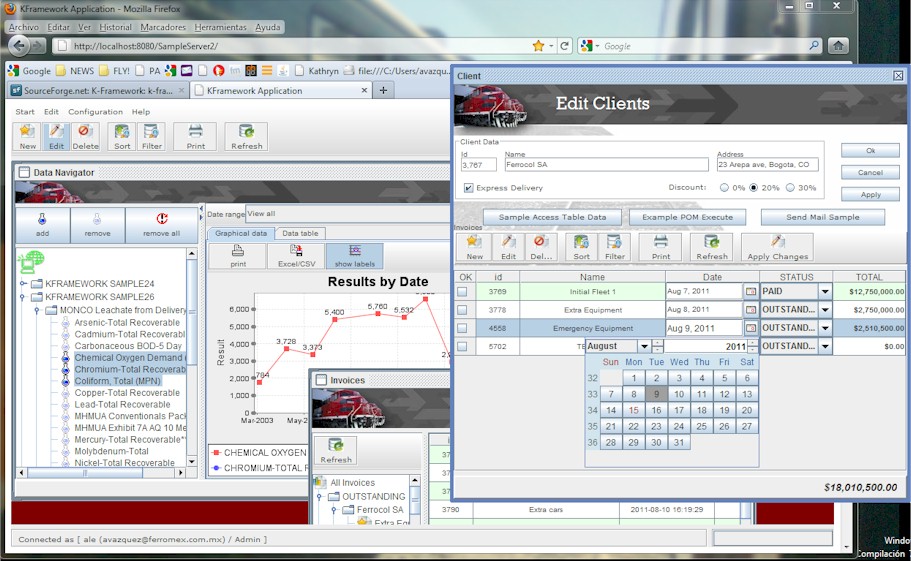 KFramework Application - Mozilla Firefox
Archivo Editar Ver Historial Marcadores Herramientas Ayuda
http://localhost:8080/SampleServer2/
Google
Google NEWS FLY! PA Kathryn file:///C:/Users/avazqu
SourceForge.net: K-Framework: k-fra... KFramework Application
Start Edit Configuration Help
New Edit Delete Sort Filter Print Refresh
Data Navigator
add remove remove all
KFRAMEWORK SAMPLE24
KFRAMEWORK SAMPLE26
MONCO Leachate from Delivery
Arsenic-Total Recoverable
Cadmium-Total Recoverabl
Carbonaceous BOD-5 Day
Chemical Oxygen Demand (
Chromium-Total Recoverab
Coliform, Total (MPN)
Copper-Total Recoverable
Lead-Total Recoverable
MHMUA Conventionals Pack
MHMUA Exhibit 7A AQ 10 Me
Mercury-Total Recoverable**
Molybdenum-Total
Nickel-Total Recoverable
Date range View all
Graphical data Data table
print Excel/CSV show labels
Results by Date
Result
6,000
5,000
4,000
3,000
2,000
1,000
0
784 3,728 3,373 5,400 5,760 5,532
Mar-2003 May-2
CHEMICAL OXYGEN
CHROMIUM-TOTAL F
Invoices
Refresh
All Invoices
OUTSTANDING
Ferrocol SA
3790 Extra cars 2011-08-10 16:19:29
Connected as [ ale (avazquez@ferromex.com.mx) / Admin ]
Client
Edit Clients
Client Data
Id Name Address
3,767 Ferrocol SA 23 Arepa ave, Bogota, CO
Express Delivery Discount: 0% 20% 30%
Ok
Cancel
Apply
Sample Access Table Data Example POM Execute Send Mail Sample
Invoices
New Edit Del... Sort Filter Print Refresh Apply Changes
OK id Name Date STATUS TOTAL
3769 Initial Fleet 1 Aug 7, 2011 PAID $12,750,000.00
3778 Extra Equipment Aug 8, 2011 OUTSTAND... $2,750,000.00
4558 Emergency Equipment Aug 9, 2011 OUTSTAND... $2,510,500.00
5702 OUTSTAND... $0.00
August 2011
Sun Mon Tue Wed Thu Fri Sat
32 1 2 3 4 5 6
33 7 8 9 10 11 12 13
34 14 15 16 17 18 19 20
35 21 22 23 24 25 26 27
36 28 29 30 31
$18,010,500.00
Windo
Compilación